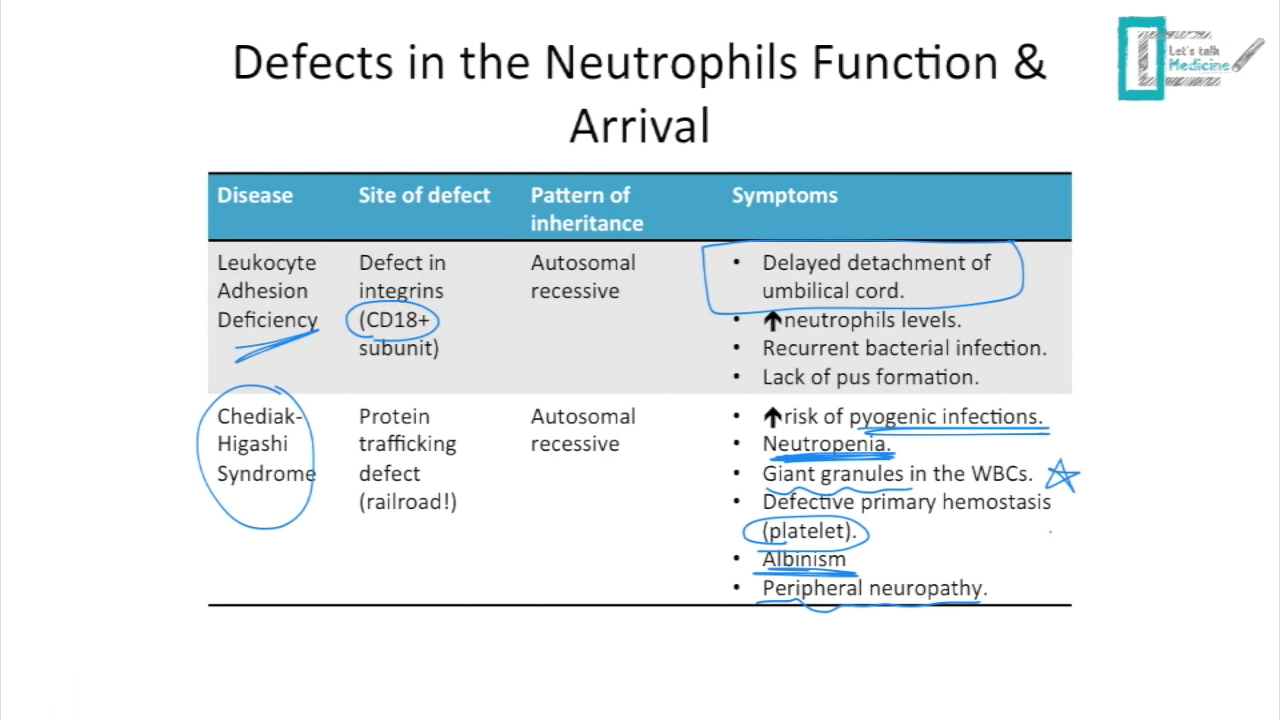 Defects in the Neutrophils Function &
Arrival
Let's talk
Medicine
Disease
Site of defect
Pattern of
inheritance
Symptoms
Leukocyte
Adhesion
Deficiency
Defect in
integrins
(CD18+
subunit)
Autosomal
recessive
• Delayed detachment of
umbilical cord.
• ↑neutrophils levels.
• Recurrent bacterial infection.
• Lack of pus formation.
Chediak-
Higashi
Syndrome
Protein
trafficking
defect
(railroad!)
Autosomal
recessive
• ↑risk of pyogenic infections.
• Neutropenia.
• Giant granules in the WBCs.
• Defective primary hemostasis
(platelet).
• Albinism
• Peripheral neuropathy.